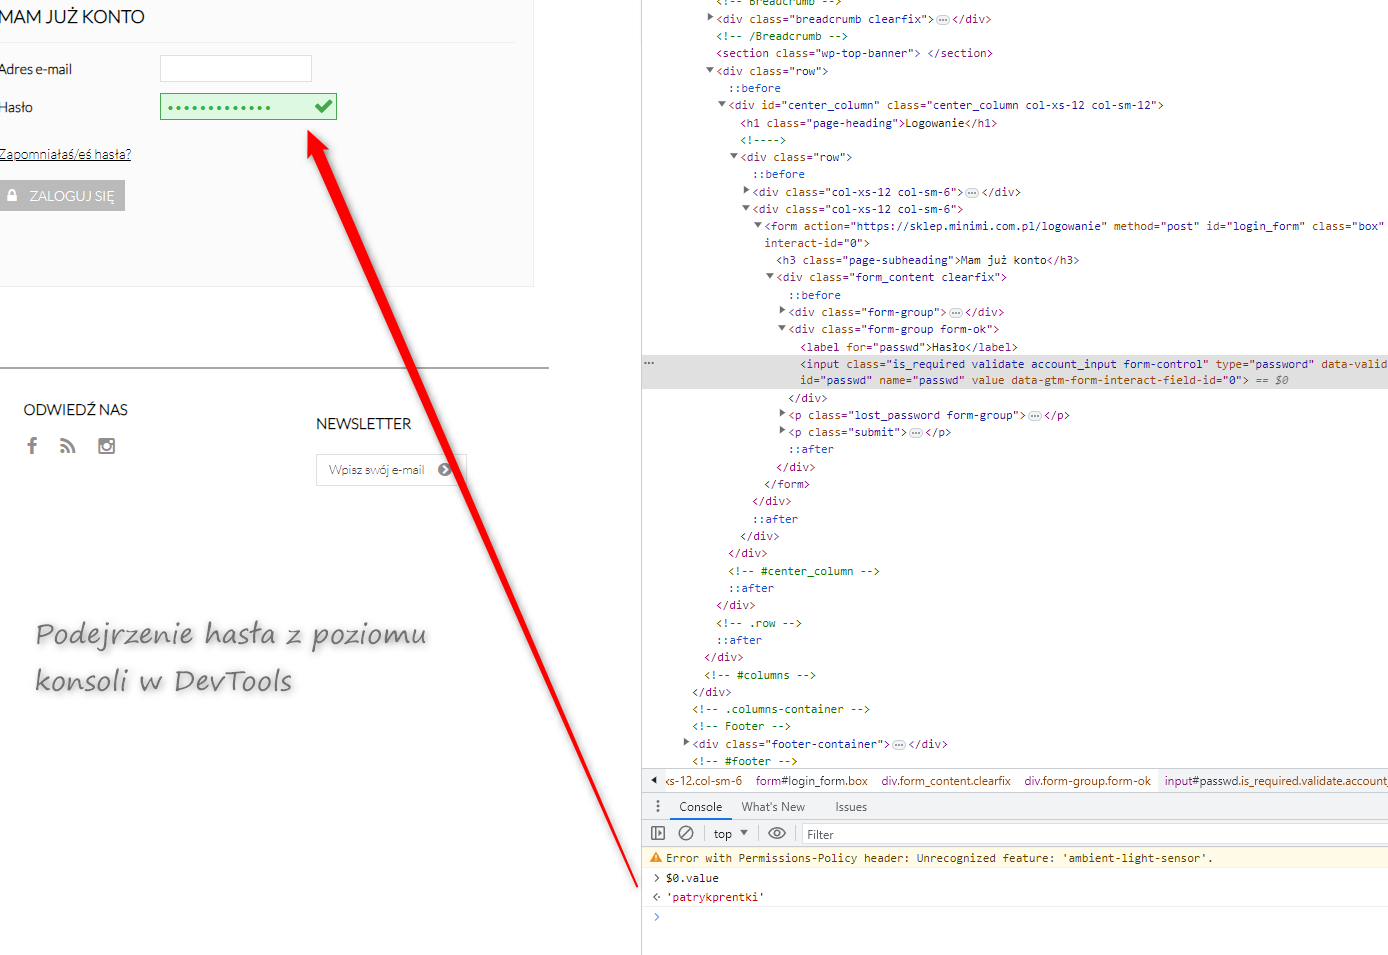 MAM JUŻ KONTO
Adres e-mail
Hasło
Zapomniałaś/eś hasła?
ZALOGUJ SIĘ
ODWIEDŹ NAS
NEWSLETTER
Wpisz swój e-mail
Podejrzenie hasła z poziomu
konsoli w DevTools
<!-- Breadcrumb -->
<div class="breadcrumb clearfix">…</div>
<!-- /Breadcrumb -->
<section class="wp-top-banner"> </section>
<div class="row">
::before
<div id="center_column" class="center_column col-xs-12 col-sm-12">
<h1 class="page-heading">Logowanie</h1>
<!---->
<div class="row">
::before
<div class="col-xs-12 col-sm-6">…</div>
<div class="col-xs-12 col-sm-6">
<form action="https://sklep.minimi.com.pl/logowanie" method="post" id="login_form" class="box"
interact-id="0">
<h3 class="page-subheading">Mam już konto</h3>
<div class="form_content clearfix">
::before
<div class="form-group">…</div>
<div class="form-group form-ok">
<label for="passwd">Hasło</label>
… <input class="is_required validate account_input form-control" type="password" data-valid
id="passwd" name="passwd" value data-gtm-form-interact-field-id="0"> == $0
</div>
<p class="lost_password form-group">…</p>
<p class="submit">…</p>
::after
</div>
</form>
</div>
::after
</div>
</div>
<!-- #center_column -->
::after
</div>
<!-- .row -->
::after
</div>
<!-- #columns -->
</div>
<!-- .columns-container -->
<!-- Footer -->
<div class="footer-container">…</div>
<!-- #footer -->
xs-12.col-sm-6 form#login_form.box div.form_content.clearfix div.form-group.form-ok input#passwd.is_required.validate.account_
Console What's New Issues
top Filter
Error with Permissions-Policy header: Unrecognized feature: 'ambient-light-sensor'.
> $0.value
'patrykprentki'
>